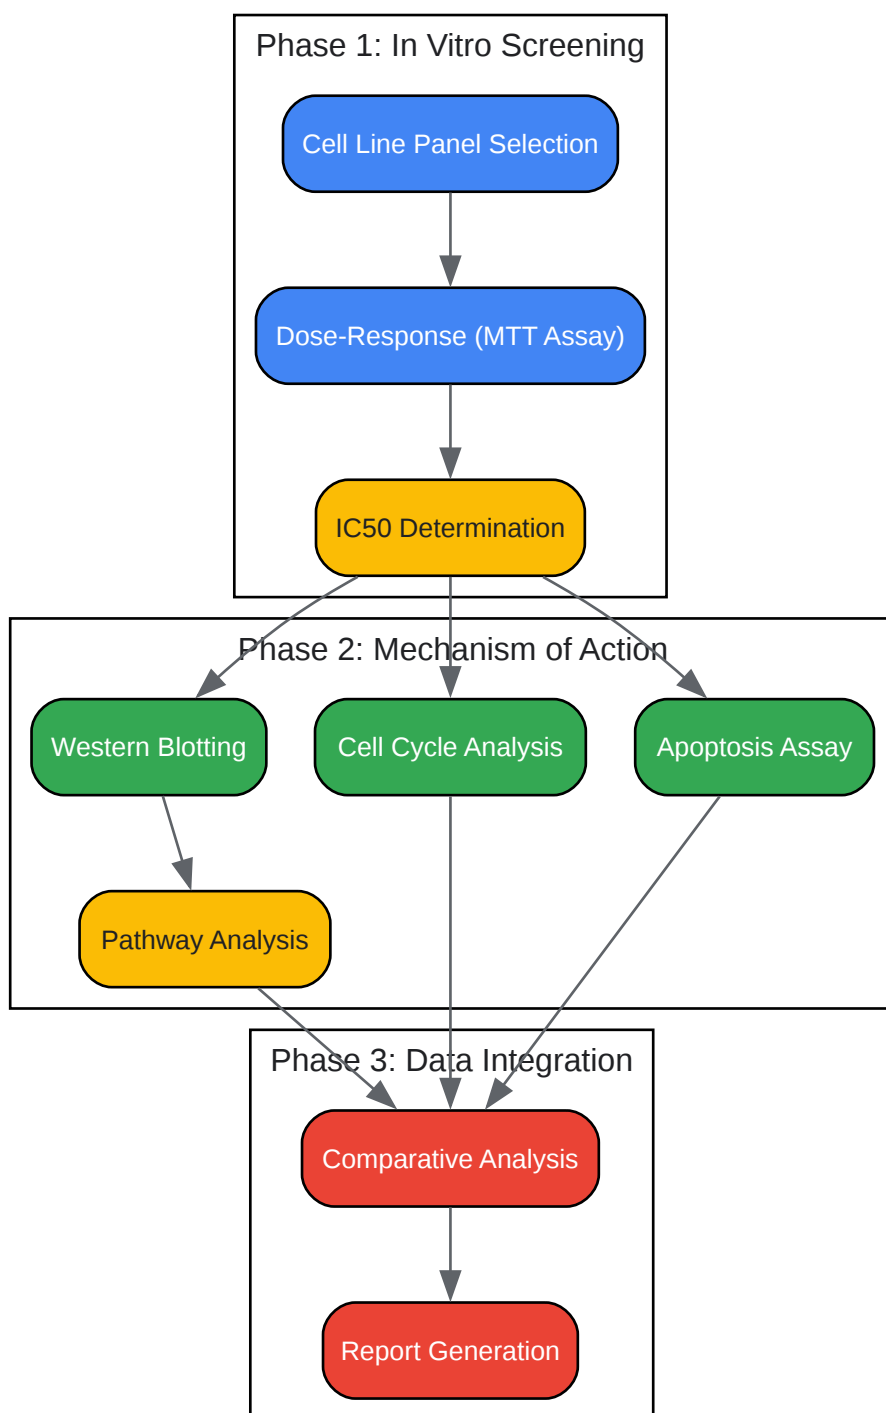 Phase 1: In Vitro Screening
Cell Line Panel Selection
Dose-Response (MTT Assay)
IC50 Determination
Phase 2: Mechanism of Action
Western Blotting
Cell Cycle Analysis
Apoptosis Assay
Pathway Analysis
Phase 3: Data Integration
Comparative Analysis
Report Generation